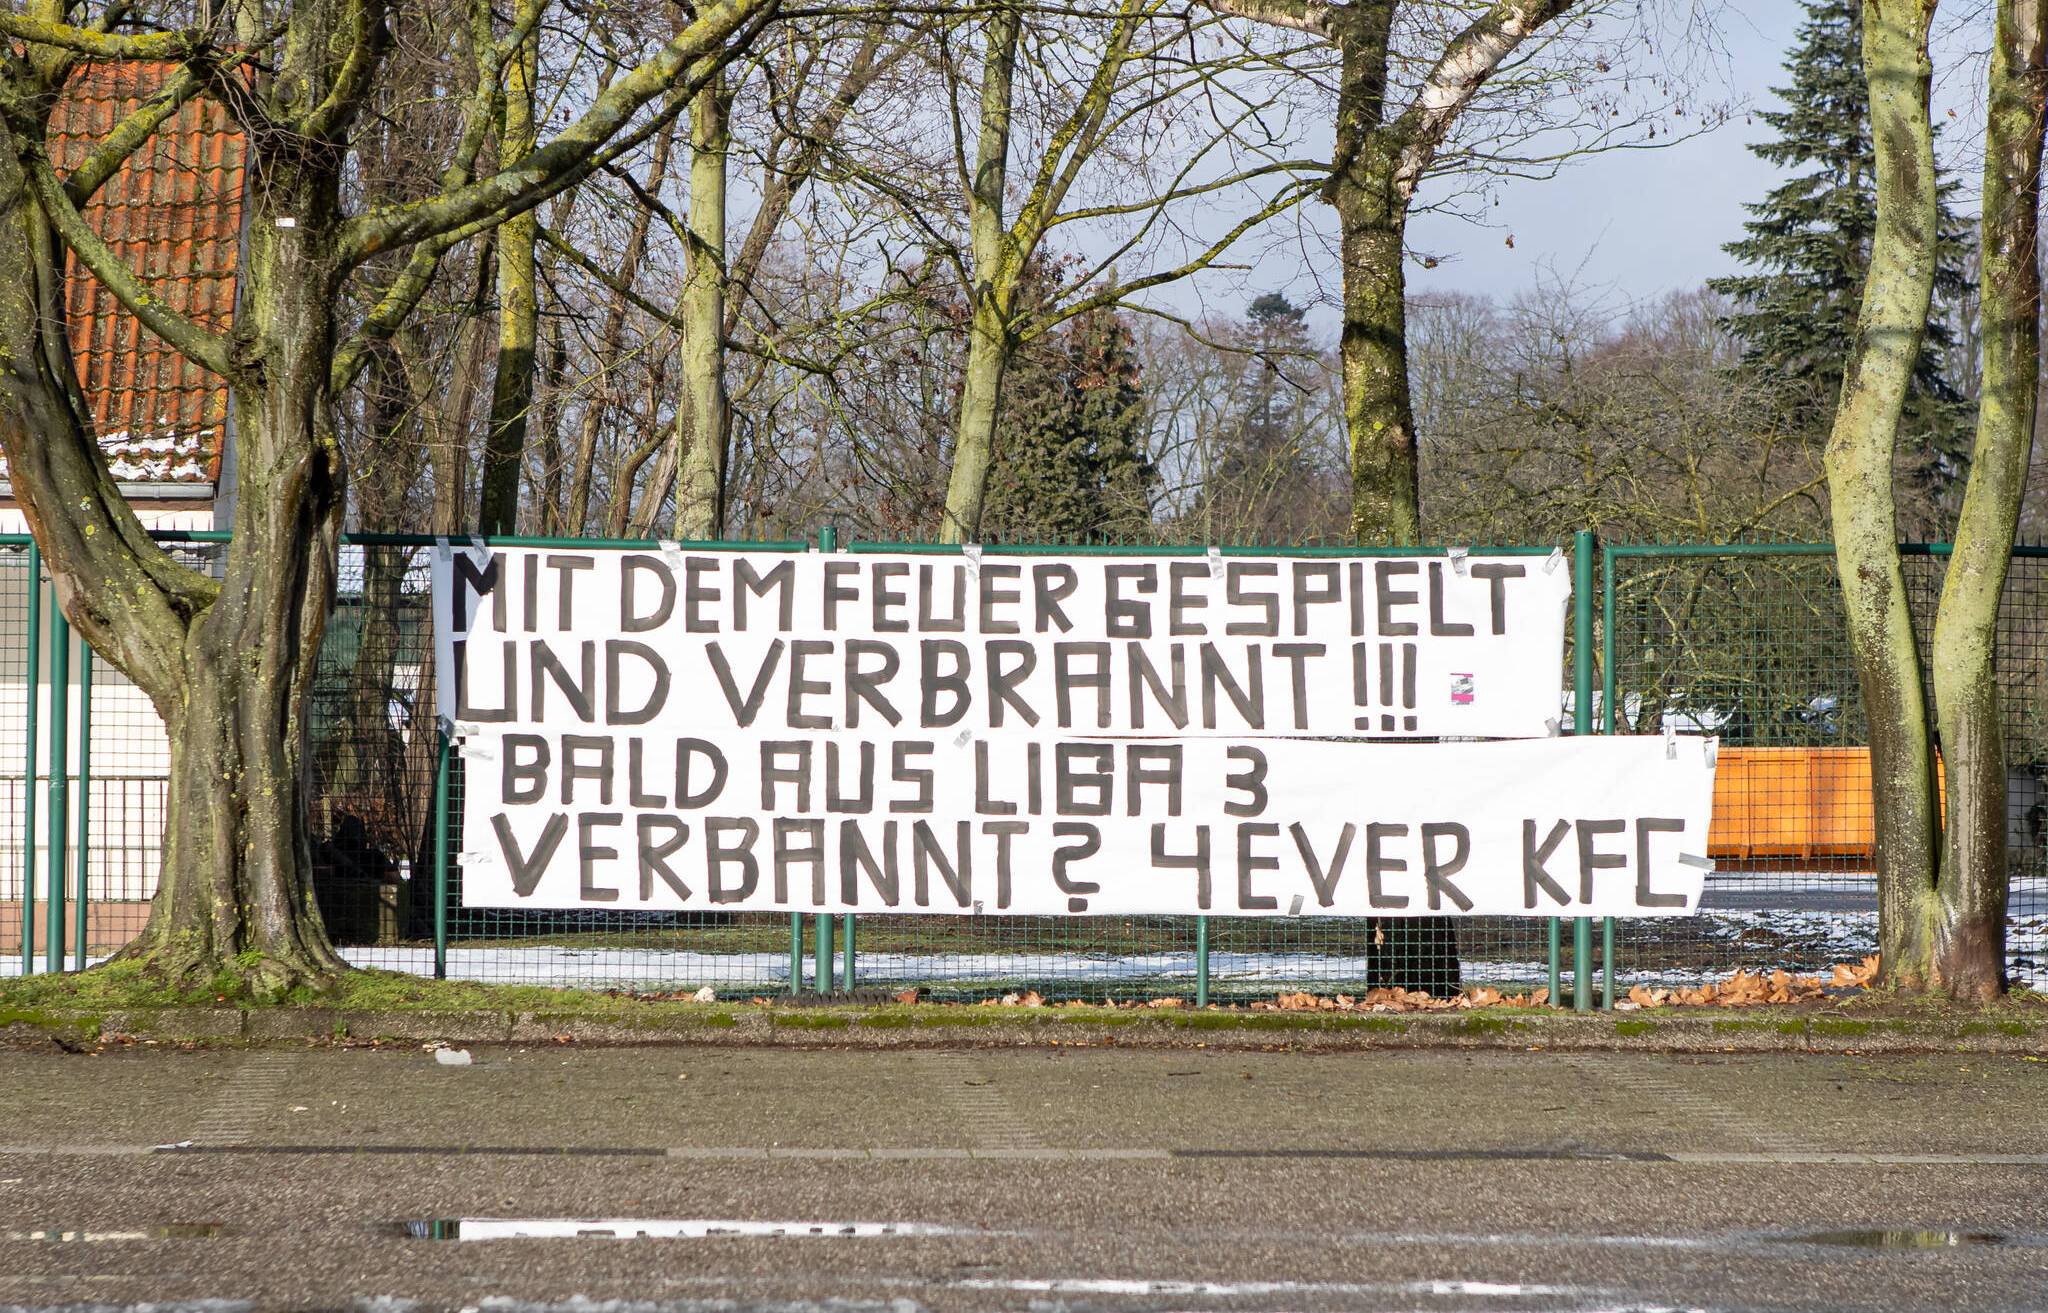 MIT DEM FEUER GESPIELT
UND VERBRANNT!!!
BALD AUS LIGA 3
VERBANNT? 4EVER KFC